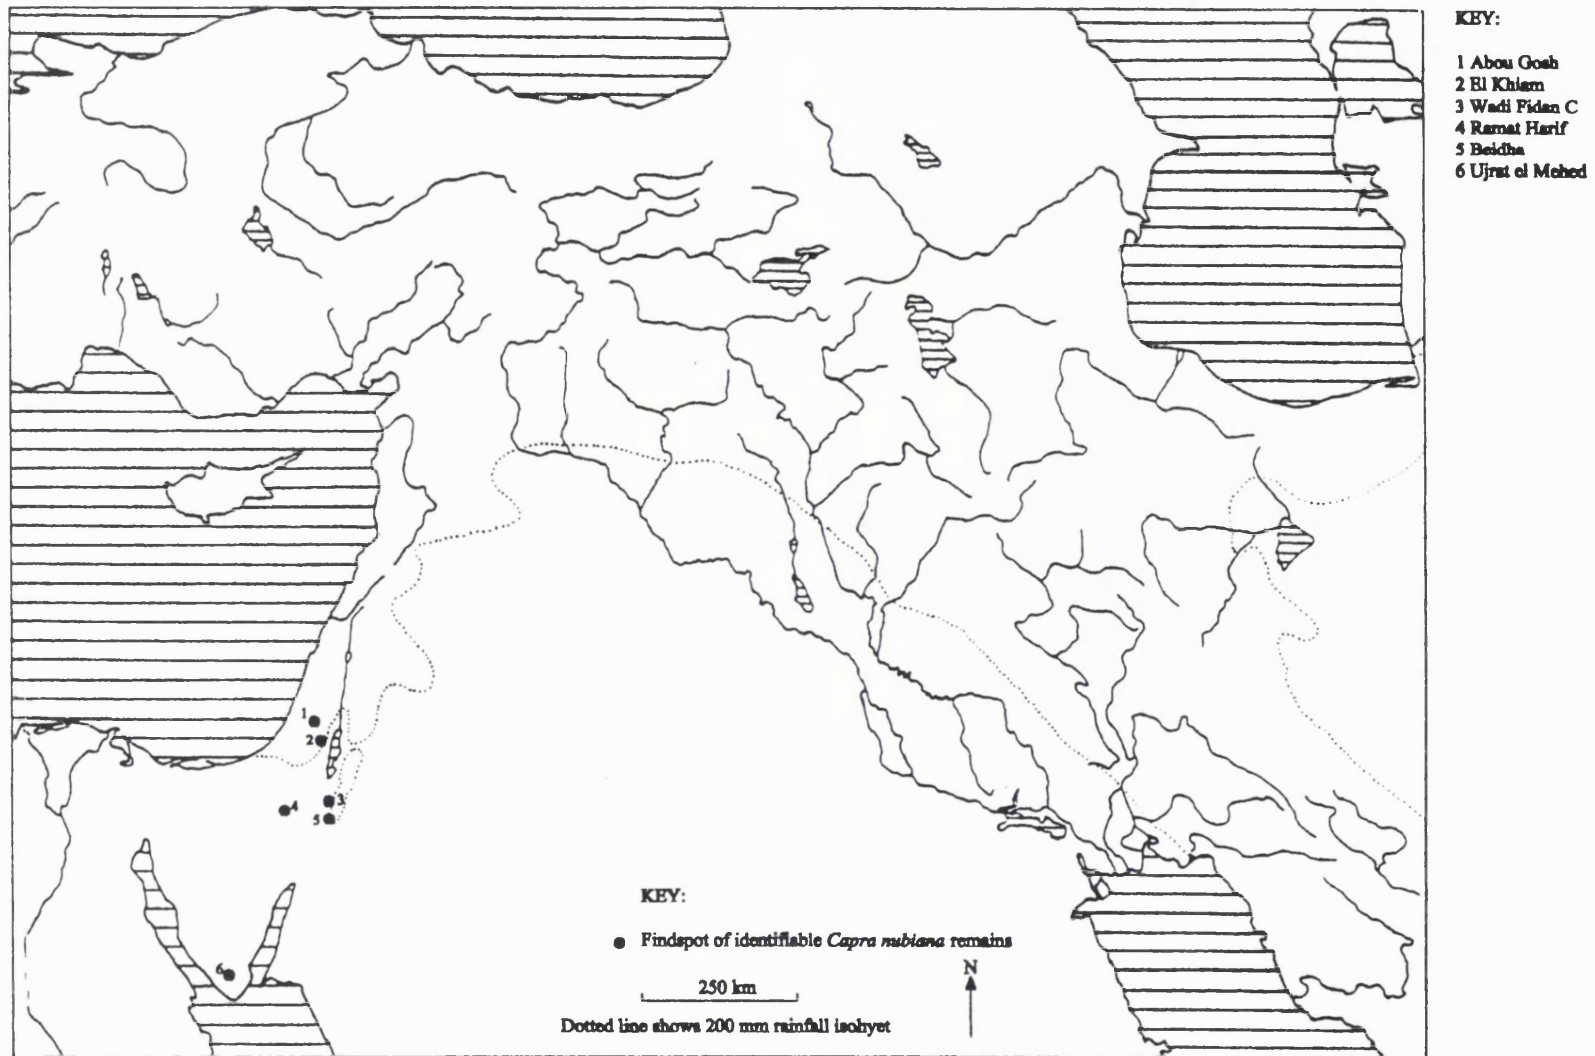 KEY:
1 Abou Gosh
2 El Khiam
3 Wadi Fidan C
4 Ramat Harif
5 Beidha
6 Ujrat el Mehed
1
2
3
4
5
6
KEY:
Findspot of identifiable Capra nubiana remains
N
250 km
Dotted line shows 200 mm rainfall isohyet